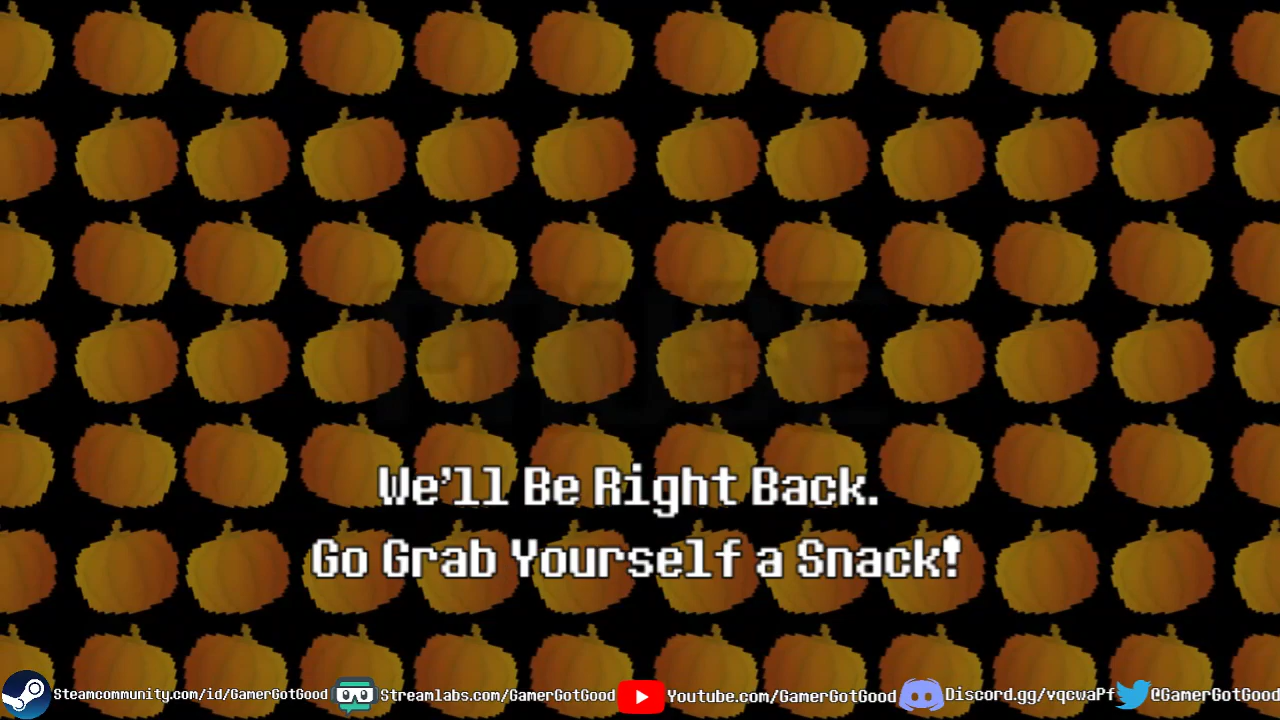 We'll Be Right Back.
Go Grab Yourself a Snack!
Steamcommunity.com/id/GamerGotGood Streamlabs.com/GamerGotGood Youtube.com/GamerGotGood Discord.gg/vqcwaPf @GamerGotGood